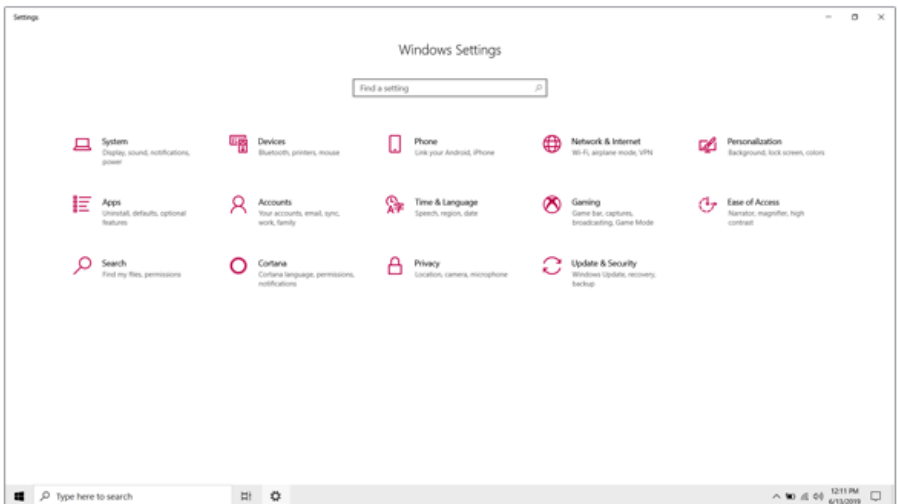 Settings
Windows Settings
Find a setting
System
Display, sound, notifications,
power
Devices
Bluetooth, printers, mouse
Phone
Link your Android, iPhone
Network & Internet
Wi-Fi, airplane mode, VPN
Personalization
Background, lock screen, colors
Apps
Uninstall, defaults, optional
features
Accounts
Your accounts, email, sync,
work, family
Time & Language
Speech, region, date
Gaming
Game bar, captures,
broadcasting, Game Mode
Ease of Access
Narrator, magnifier, high
contrast
Search
Find my files, permissions
Cortana
Cortana language, permissions,
notifications
Privacy
Location, camera, microphone
Update & Security
Windows Update, recovery,
backup
Type here to search
12:11 PM
6/13/2019